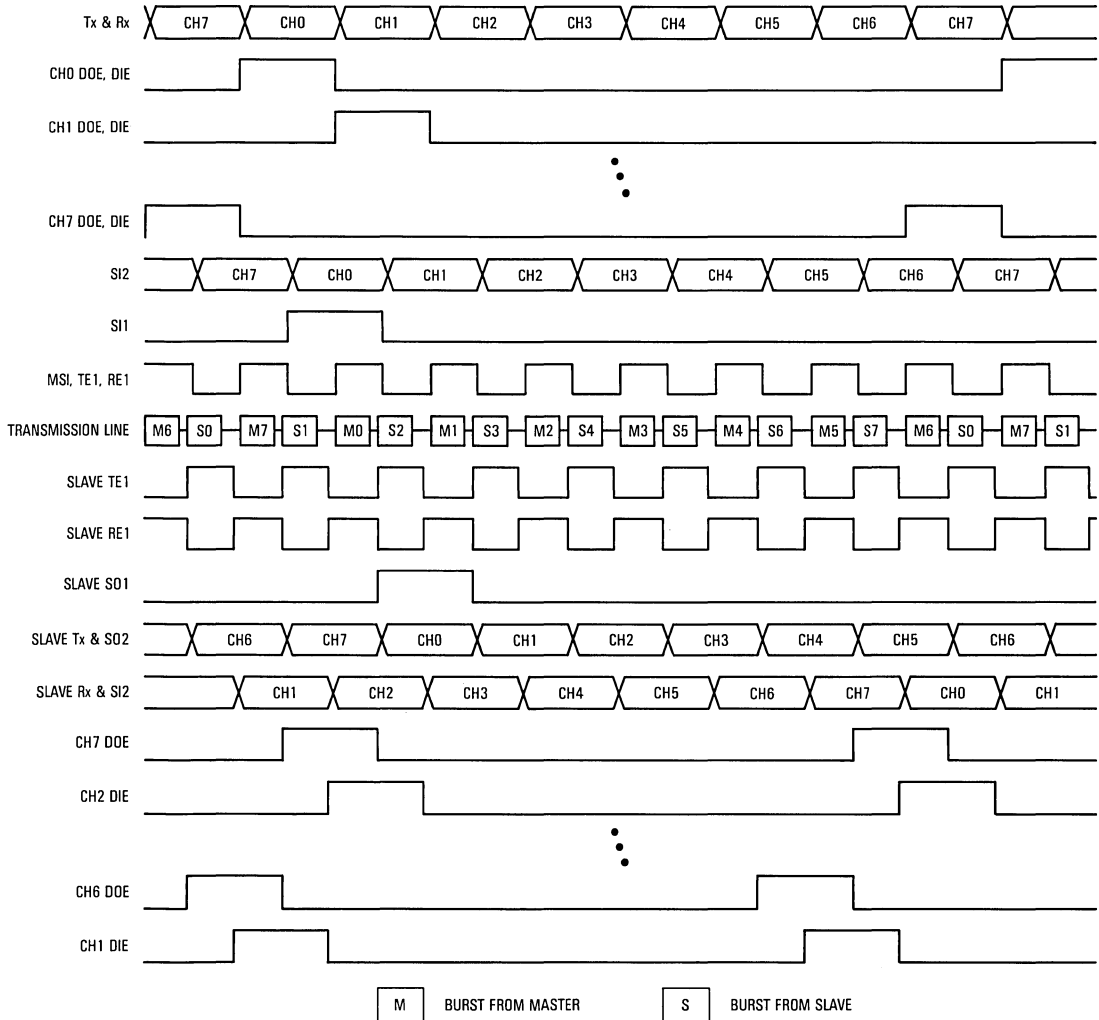 Tx & Rx CH7 CH0 CH1 CH2 CH3 CH4 CH5 CH6 CH7
CH0 DOE, DIE
CH1 DOE, DIE
CH7 DOE, DIE
SI2 CH7 CH0 CH1 CH2 CH3 CH4 CH5 CH6 CH7
SI1
MSI, TE1, RE1
TRANSMISSION LINE M6 S0 M7 S1 M0 S2 M1 S3 M2 S4 M3 S5 M4 S6 M5 S7 M6 S0 M7 S1
SLAVE TE1
SLAVE RE1
SLAVE SO1
SLAVE Tx & SO2 CH6 CH7 CH0 CH1 CH2 CH3 CH4 CH5 CH6
SLAVE Rx & SI2 CH1 CH2 CH3 CH4 CH5 CH6 CH7 CH0 CH1
CH7 DOE
CH2 DIE
CH6 DOE
CH1 DIE
M BURST FROM MASTER S BURST FROM SLAVE